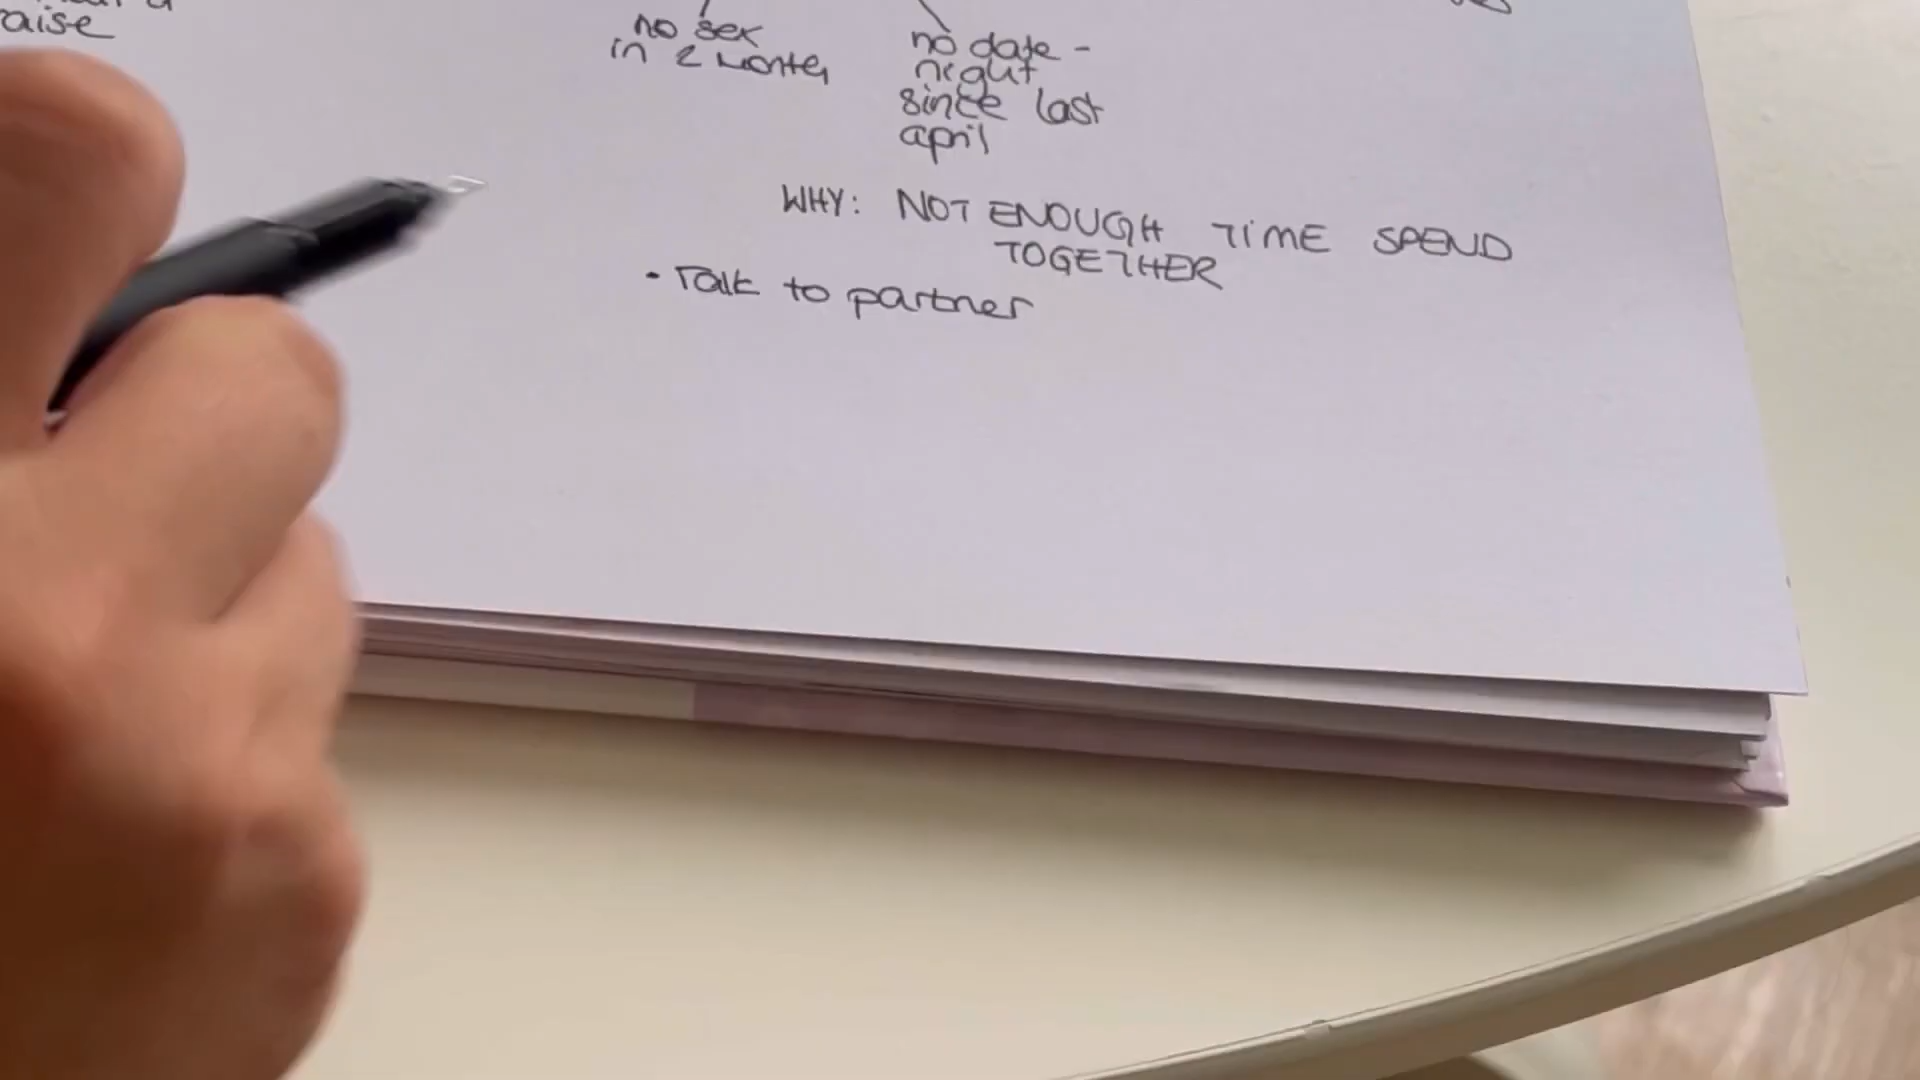 raise
no sex
in 2 months
no date-
night
since last
april
WHY: NOT ENOUGH TIME SPEND
TOGETHER
• Talk to partner